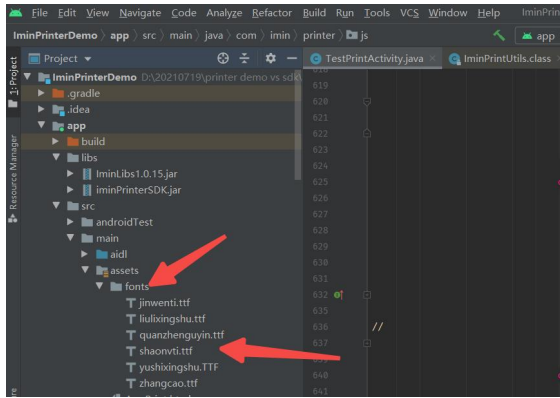 File Edit View Navigate Code Analyze Refactor Build Run Tools VCS Window Help IminPrin
IminPrinterDemo app src main java com imin printer js app
1: Project
Project
TestPrintActivity.java
IminPrintUtils.class
IminPrinterDemo D:\20210719\printer demo vs sdk\
.gradle
.idea
app
build
libs
IminLibs1.0.15.jar
iminPrinterSDK.jar
src
androidTest
main
aidl
assets
fonts
jinwenti.ttf
liulixingshu.ttf
quanzhenguyin.ttf
shaonvti.ttf
yushixingshu.TTF
zhangcao.ttf
Resource Manager
619
620
621
622
623
624
625
626
627
628
629
630
631
632
635
636 //
637
639
640
641